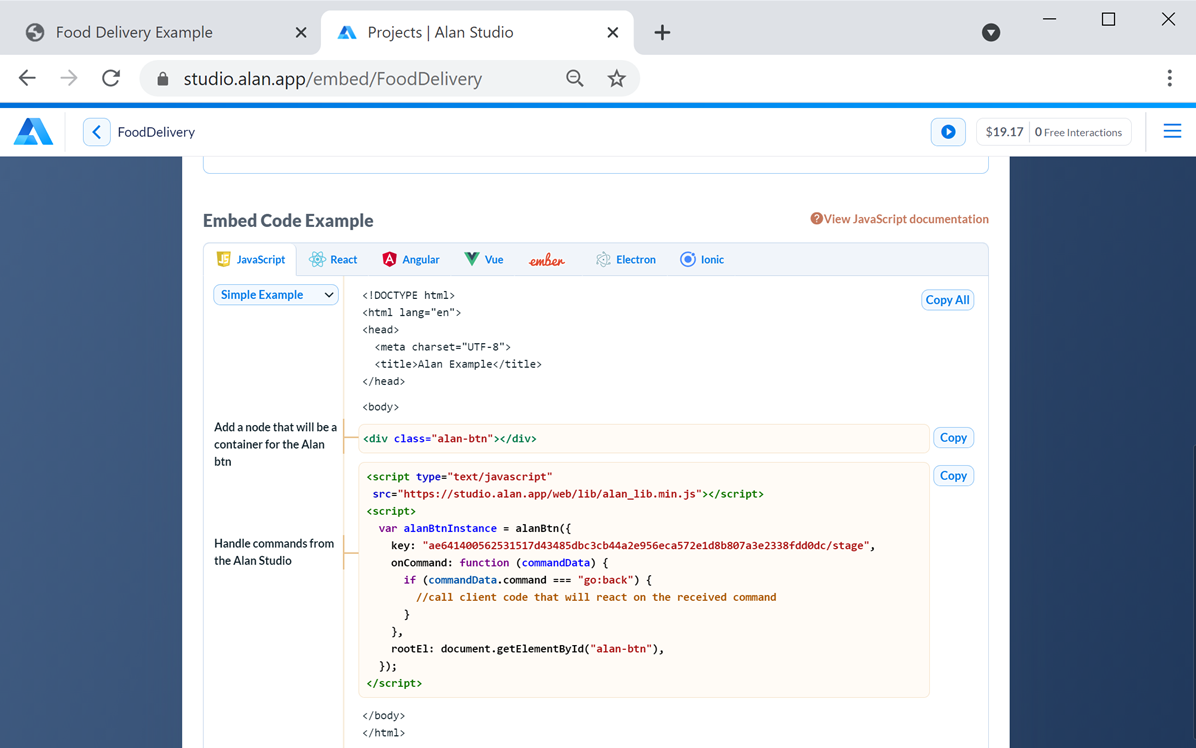 Food Delivery Example
Projects | Alan Studio
studio.alan.app/embed/FoodDelivery
FoodDelivery
$19.17 0 Free Interactions
Embed Code Example
View JavaScript documentation
JavaScript React Angular Vue ember Electron Ionic
Simple Example
Copy All
<!DOCTYPE html>
<html lang="en">
<head>
<meta charset="UTF-8">
<title>Alan Example</title>
</head>
<body>
Add a node that will be a
container for the Alan
btn
<div class="alan-btn"></div>
Copy
Handle commands from
the Alan Studio
<script type="text/javascript"
src="https://studio.alan.app/web/lib/alan_lib.min.js"></script>
<script>
var alanBtnInstance = alanBtn({
key: "ae641400562531517d43485dbc3cb44a2e956eca572e1d8b807a3e2338fdd0dc/stage",
onCommand: function (commandData) {
if (commandData.command === "go:back") {
//call client code that will react on the received command
}
},
rootEl: document.getElementById("alan-btn"),
});
</script>
Copy
</body>
</html>